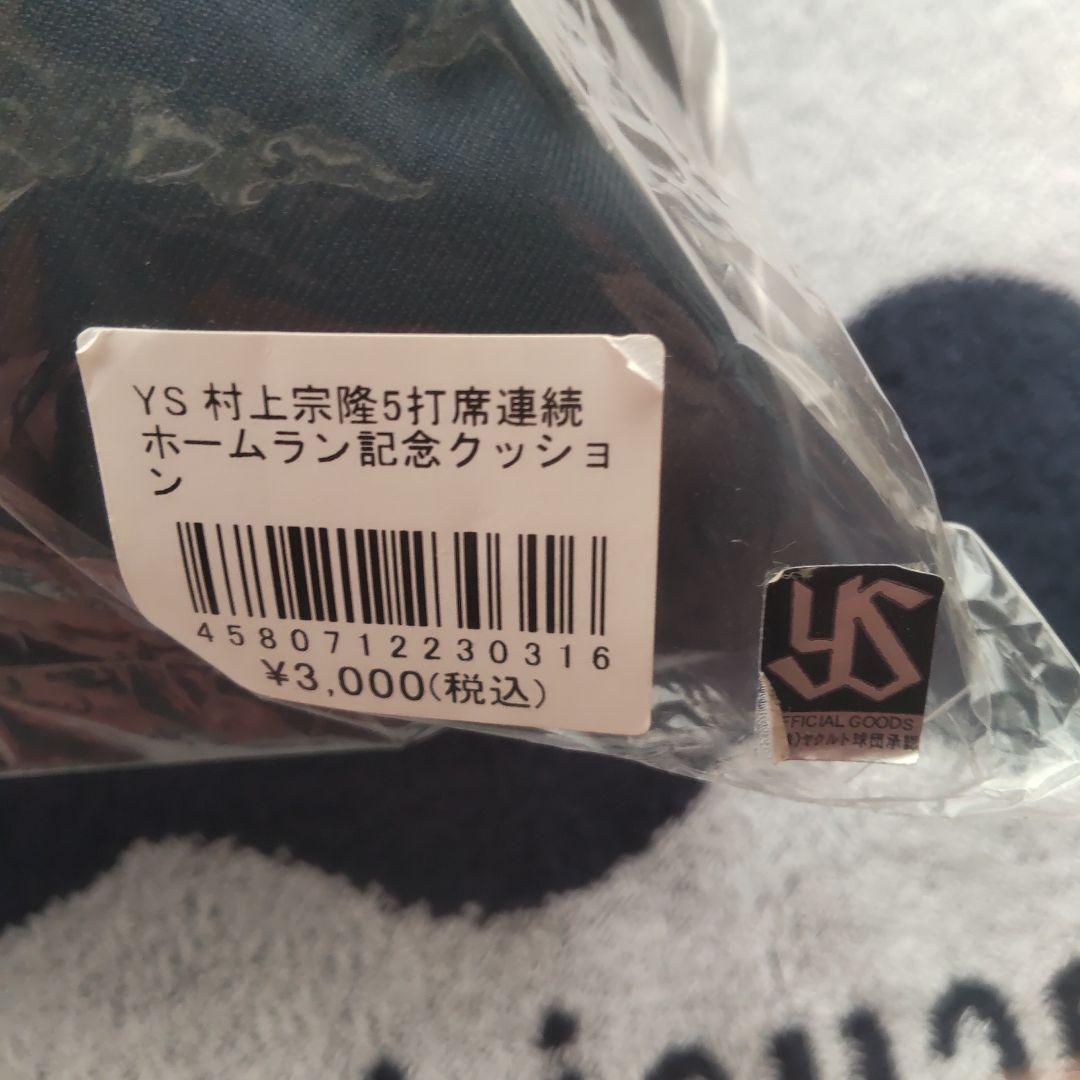 YS 村上宗隆5打席連続
ホームラン記念クッショ
ン
4580712230316
¥3,000(税込)
YS
FFICIAL GOODS
)ヤクルト球団承認